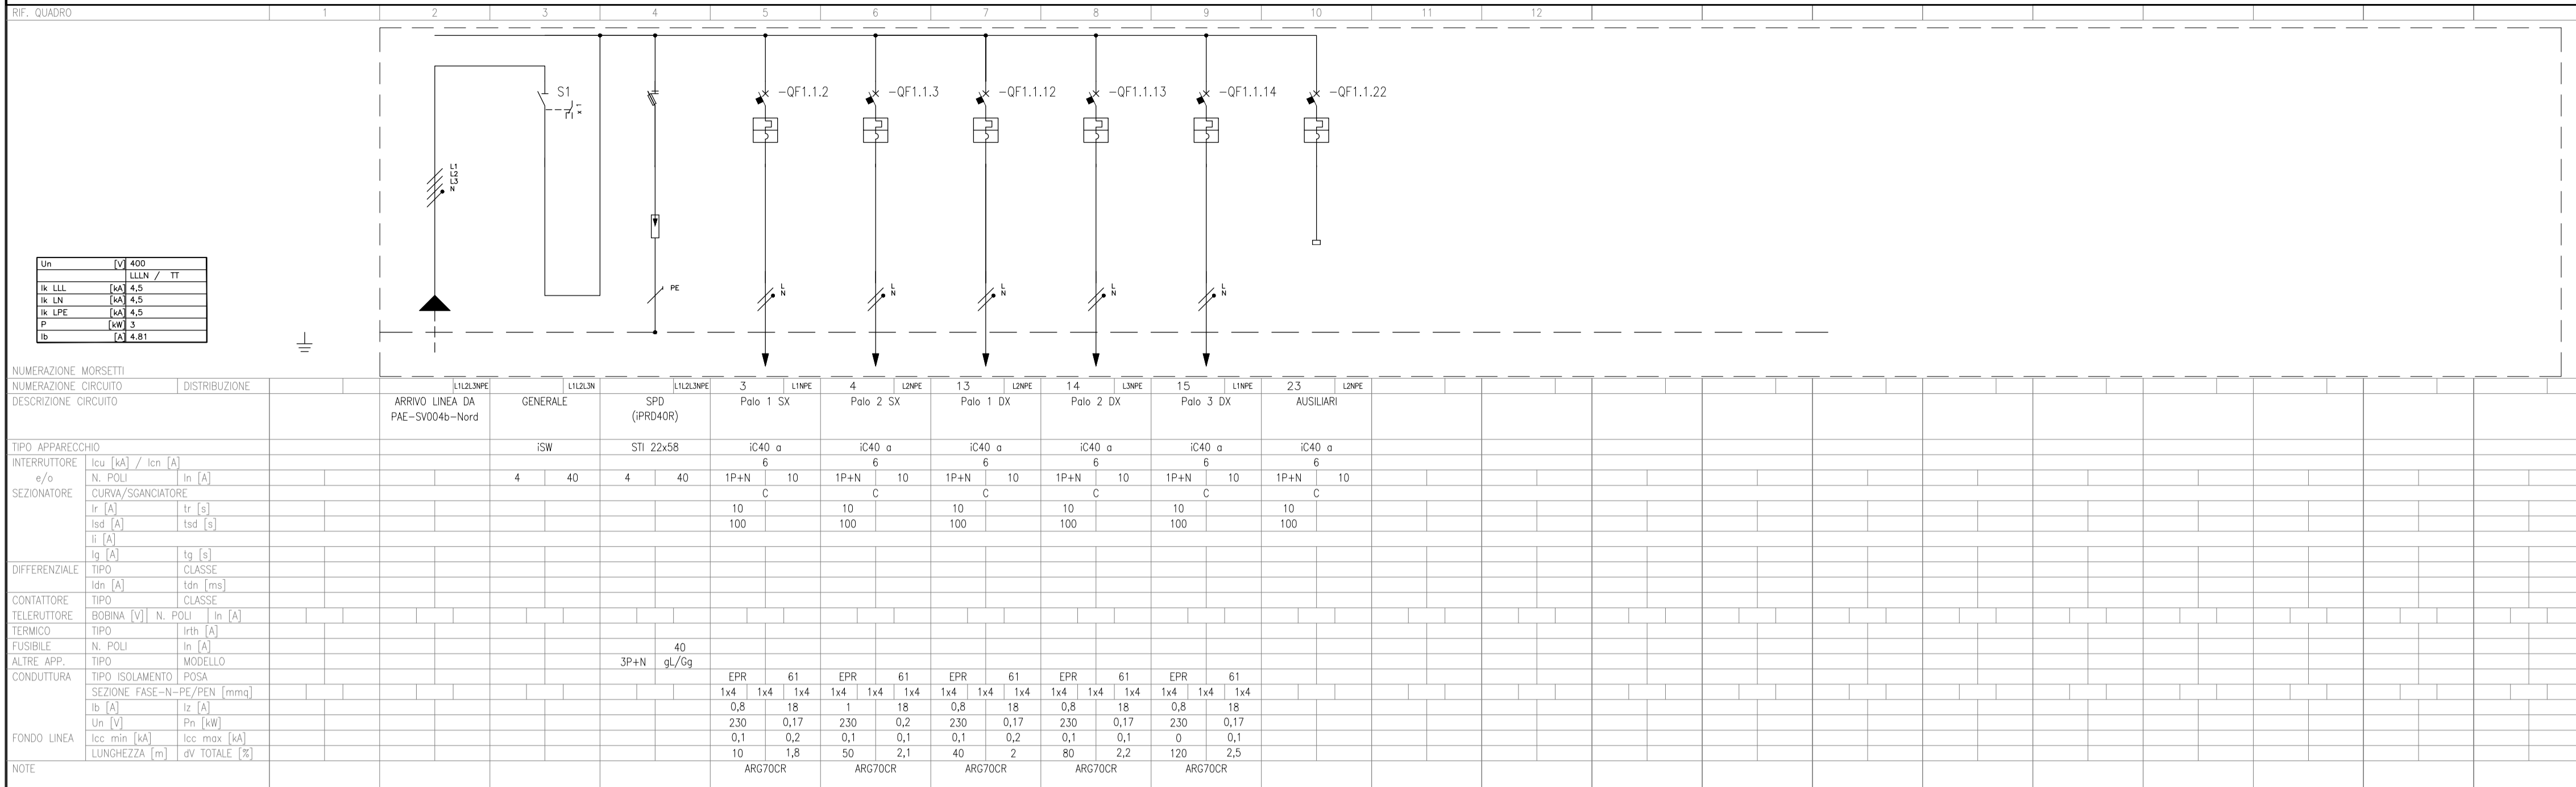 RIF. QUADRO 1 2 3 4 5 6 7 8 9 10 11 12
S1 -QF1.1.2 -QF1.1.3 -QF1.1.12 -QF1.1.13 -QF1.1.14 -QF1.1.22
L1
L2
L3
N
Un [V] 400
LLLN / TT
Ik LLL [kA] 4,5
Ik LN [kA] 4,5
Ik LPE [kA] 4,5
P [kW] 3
Ib [A] 4.81
PE
L L L L L
N N N N N
NUMERAZIONE MORSETTI
NUMERAZIONE CIRCUITO DISTRIBUZIONE L1L2L3NPE L1L2L3N L1L2L3NPE 3 L1NPE 4 L2NPE 13 L2NPE 14 L3NPE 15 L1NPE 23 L2NPE
DESCRIZIONE CIRCUITO ARRIVO LINEA DA GENERALE SPD Palo 1 SX Palo 2 SX Palo 1 DX Palo 2 DX Palo 3 DX AUSILIARI
PAE-SV004b-Nord (iPRD40R)
TIPO APPARECCHIO iSW STI 22x58 iC40 a iC40 a iC40 a iC40 a iC40 a iC40 a
INTERRUTTORE Icu [kA] / Icn [A] 6 6 6 6 6 6
e/o N. POLI In [A] 4 40 4 40 1P+N 10 1P+N 10 1P+N 10 1P+N 10 1P+N 10 1P+N 10
SEZIONATORE CURVA/SGANCIATORE C C C C C C
Ir [A] tr [s] 10 10 10 10 10 10
Isd [A] tsd [s] 100 100 100 100 100 100
Ii [A]
Ig [A] tg [s]
DIFFERENZIALE TIPO CLASSE
Idn [A] tdn [ms]
CONTATTORE TIPO CLASSE
TELERUTTORE BOBINA [V] N. POLI In [A]
TERMICO TIPO Irth [A]
FUSIBILE N. POLI In [A] 40
ALTRE APP. TIPO MODELLO 3P+N gL/Gg
CONDUTTURA TIPO ISOLAMENTO POSA EPR 61 EPR 61 EPR 61 EPR 61 EPR 61
SEZIONE FASE-N-PE/PEN [mmq] 1x4 1x4 1x4 1x4 1x4 1x4 1x4 1x4 1x4 1x4 1x4 1x4 1x4 1x4 1x4
Ib [A] Iz [A] 0,8 18 1 18 0,8 18 0,8 18 0,8 18
Un [V] Pn [kW] 230 0,17 230 0,2 230 0,17 230 0,17 230 0,17
FONDO LINEA Icc min [kA] Icc max [kA] 0,1 0,2 0,1 0,1 0,1 0,2 0,1 0,1 0 0,1
LUNGHEZZA [m] dV TOTALE [%] 10 1,8 50 2,1 40 2 80 2,2 120 2,5
NOTE ARG70CR ARG70CR ARG70CR ARG70CR ARG70CR